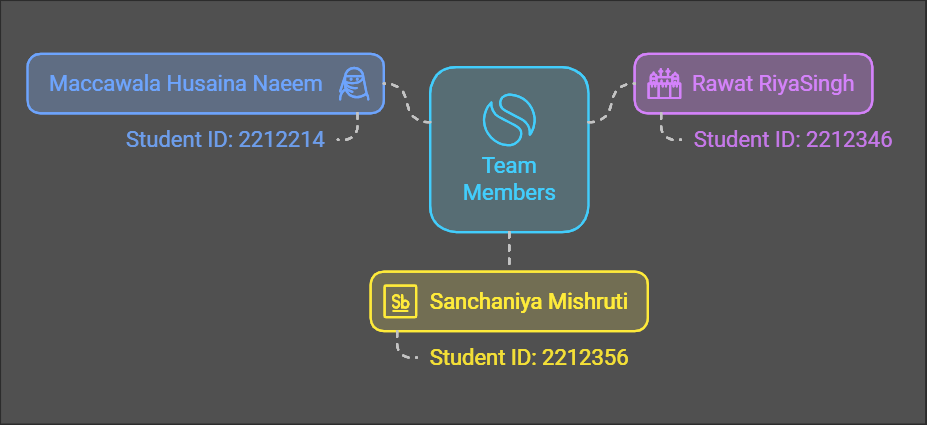 Maccawala Husaina Naeem
Student ID: 2212214
Team
Members
Rawat RiyaSingh
Student ID: 2212346
Sb
Sanchaniya Mishruti
Student ID: 2212356